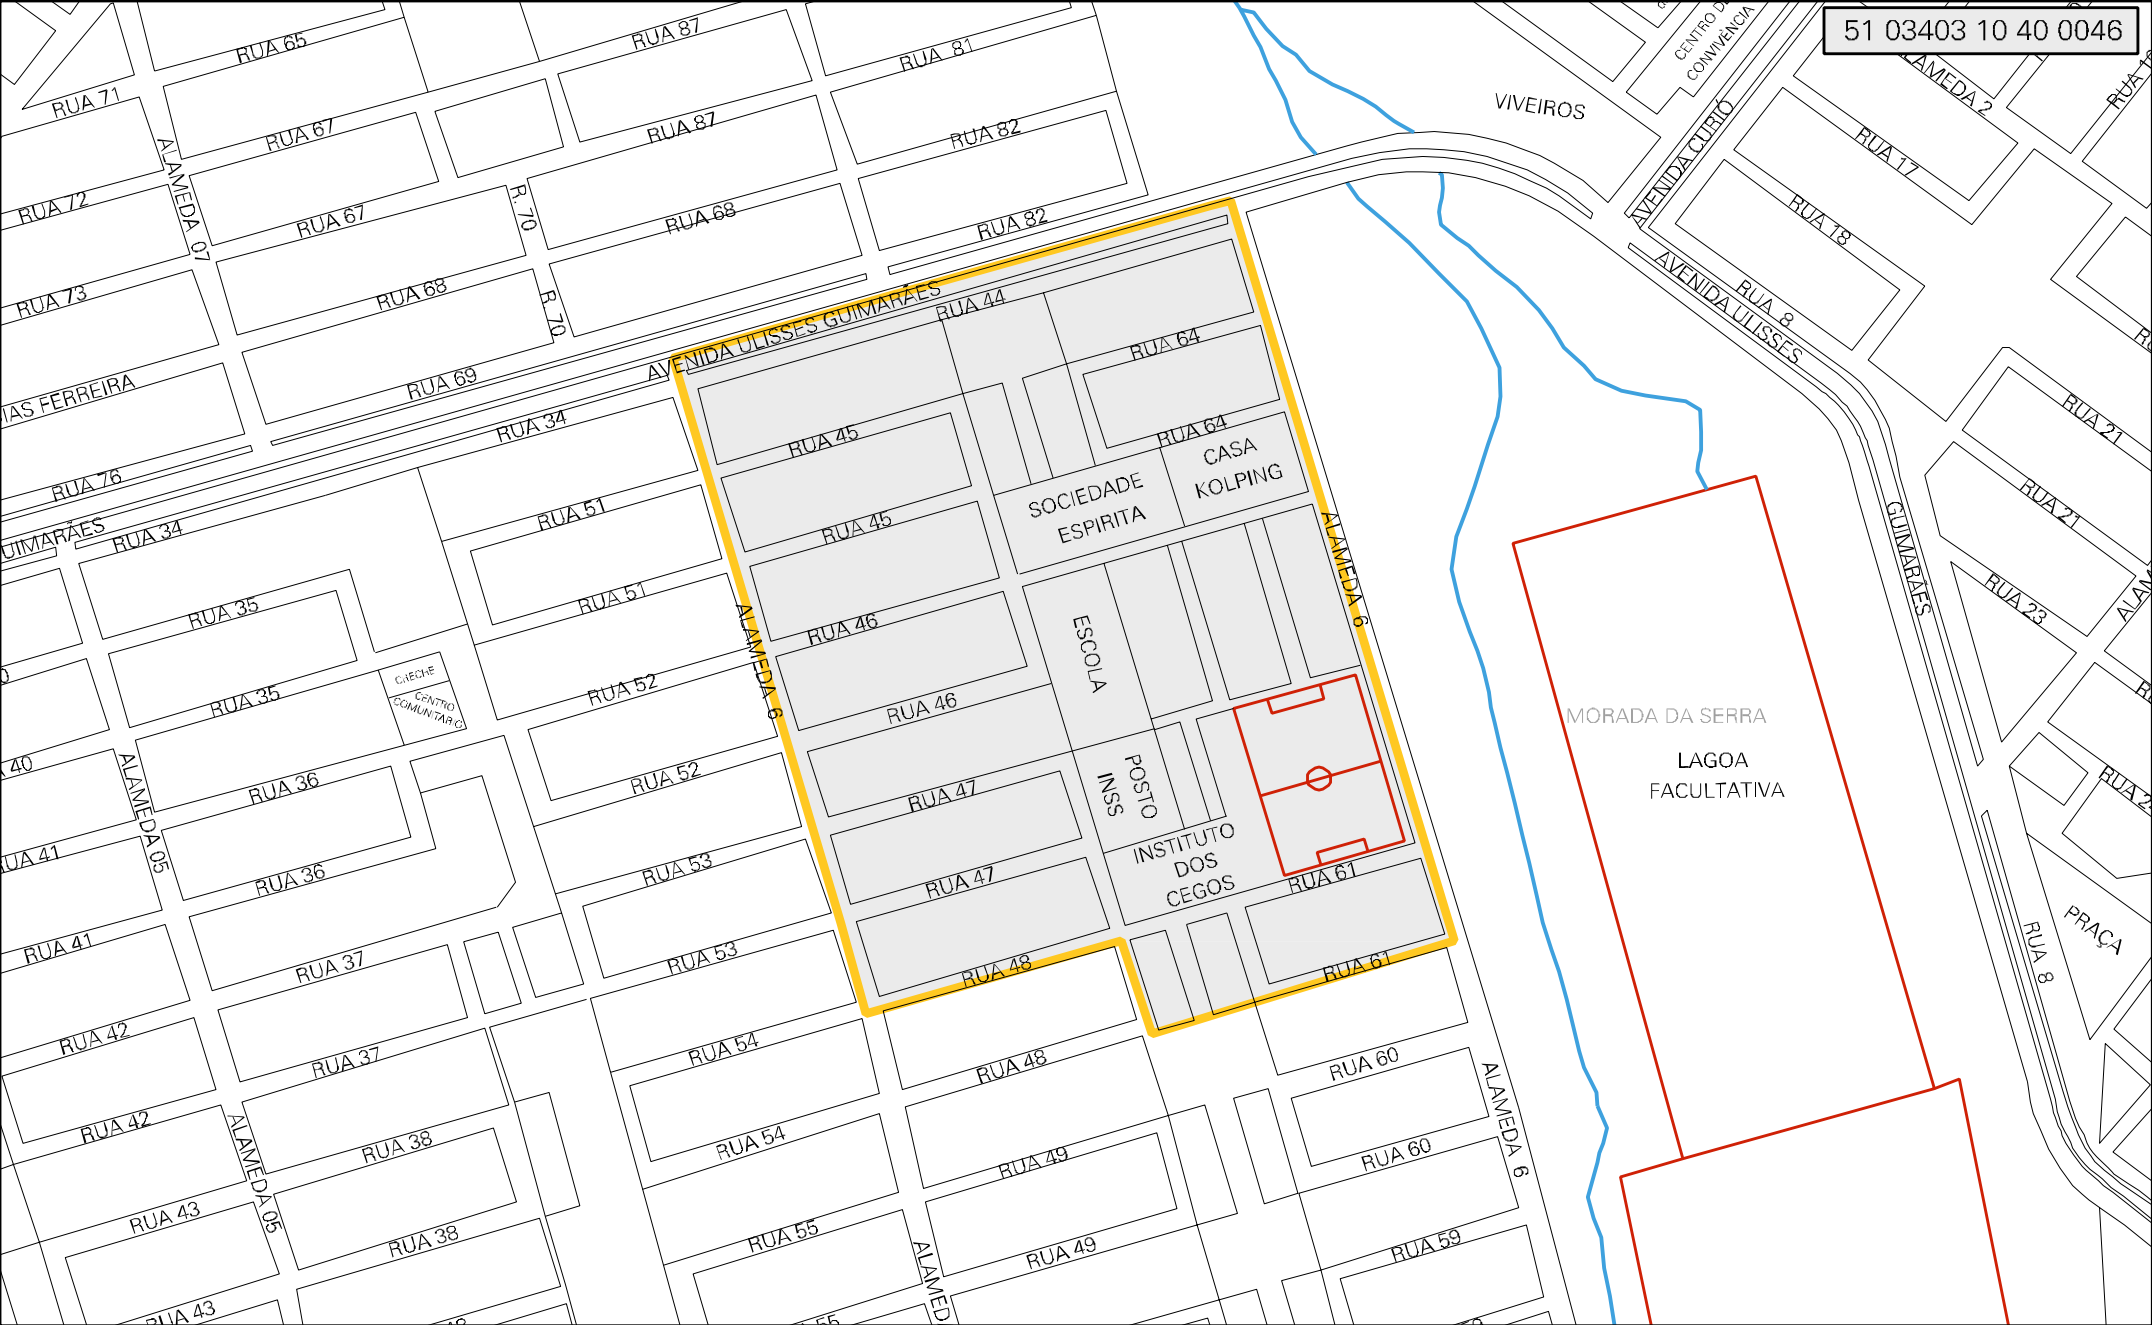 51 03403 10 40 0046
RUA 65
RUA 87
RUA 81
CENTRO DE
CONVIVÊNCIA
VIVEIROS
RUA 71
RUA 67
RUA 87
RUA 82
AVENIDA CURIÓ
RUA 17
ALAMEDA 07
RUA 72
RUA 67
R. 70
RUA 68
RUA 82
RUA 18
RUA 73
RUA 68
R. 70
AVENIDA ULISSES GUIMARÃES
RUA 44
AVENIDA ULISSES
RUA 8
IAS FERREIRA
RUA 69
RUA 34
RUA 45
RUA 64
RUA 64
CASA
KOLPING
RUA 21
RUA 76
UIMARÃES
RUA 34
RUA 51
RUA 45
SOCIEDADE
ESPIRITA
ALAMEDA 6
GUIMARÃES
RUA 21
RUA 35
RUA 51
ALAMEDA 6
RUA 46
ESCOLA
RUA 23
RUA 35
CRECHE
CENTRO
COMUNITARIO
RUA 52
RUA 46
MORADA DA SERRA
LAGOA
FACULTATIVA
40
ALAMEDA 05
RUA 36
RUA 52
RUA 47
POSTO
INSS
UA 41
RUA 36
RUA 53
RUA 47
INSTITUTO
DOS
CEGOS
RUA 61
RUA 41
RUA 37
RUA 53
RUA 48
RUA 61
RUA 8
PRAÇA
RUA 42
RUA 37
RUA 54
RUA 48
RUA 60
ALAMEDA 6
RUA 42
ALAMEDA 05
RUA 38
RUA 54
RUA 49
RUA 60
RUA 43
RUA 38
RUA 55
ALAMED
RUA 49
RUA 59
RUA 43
55